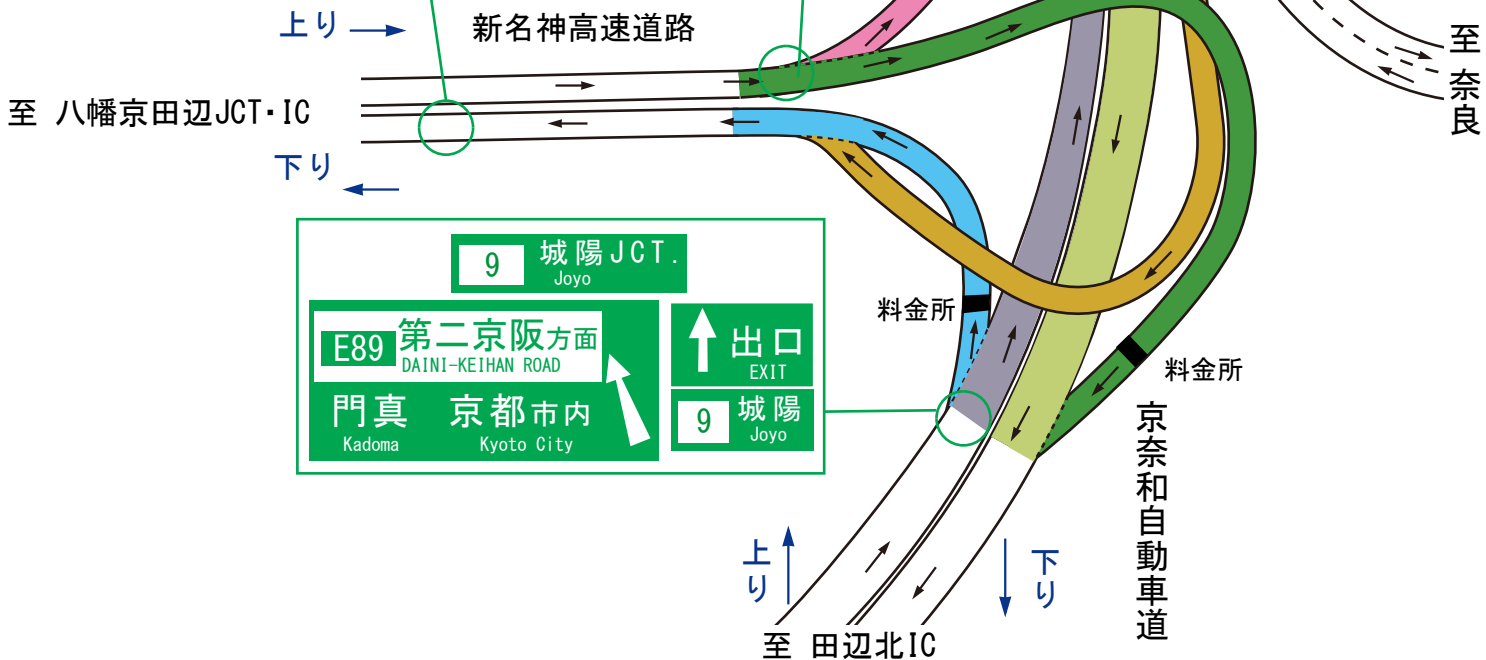 上り
新名神高速道路
至 奈良
至 八幡京田辺JCT・IC
下り
9 城陽JCT.
Joyo
E89 第二京阪方面
DAINI-KEIHAN ROAD
門真 京都市内
Kadoma Kyoto City
出口
EXIT
9 城陽
Joyo
料金所
料金所
京奈和自動車道
上り
下り
至 田辺北IC